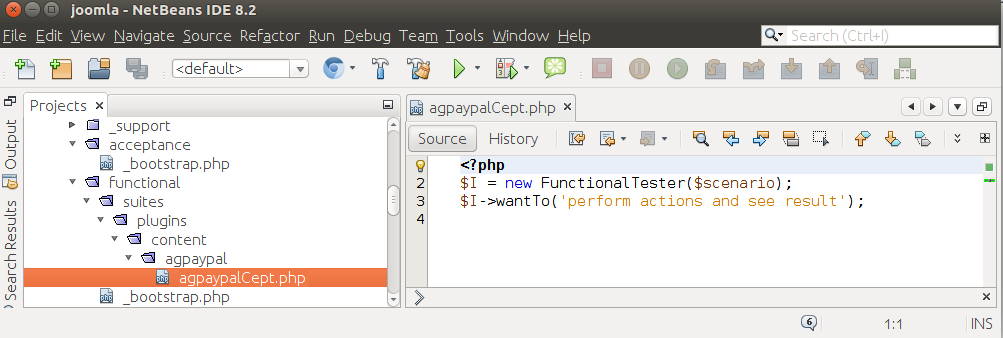 joomla - NetBeans IDE 8.2
File Edit View Navigate Source Refactor Run Debug Team Tools Window Help
Search (Ctrl+I)
<default>
Output
Search Results
Projects
_support
acceptance
_bootstrap.php
functional
suites
plugins
content
agpaypal
agpaypalCept.php
_bootstrap.php
agpaypalCept.php
Source History
<?php
2 $I = new FunctionalTester($scenario);
3 $I->wantTo('perform actions and see result');
4
6 1:1 INS